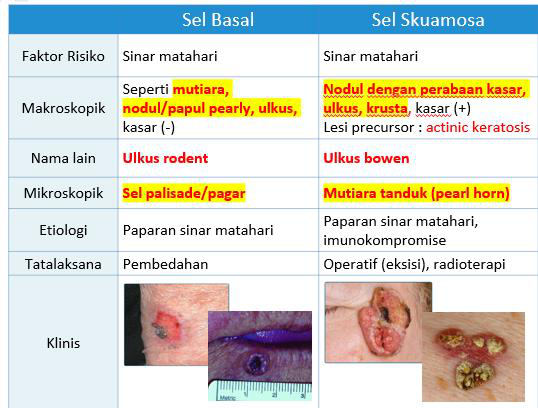 Sel Basal
Sel Skuamosa
Faktor Risiko
Sinar matahari
Sinar matahari
Makroskopik
Seperti mutiara,
nodul/papul pearly, ulkus,
kasar (-)
Nodul dengan perabaan kasar,
ulkus, krusta, kasar (+)
Lesi precursor : actinic keratosis
Nama lain
Ulkus rodent
Ulkus bowen
Mikroskopik
Sel palisade/pagar
Mutiara tanduk (pearl horn)
Etiologi
Paparan sinar matahari
Paparan sinar matahari,
imunokompromise
Tatalaksana
Pembedahan
Operatif (eksisi), radioterapi
Klinis
Metric
1
2